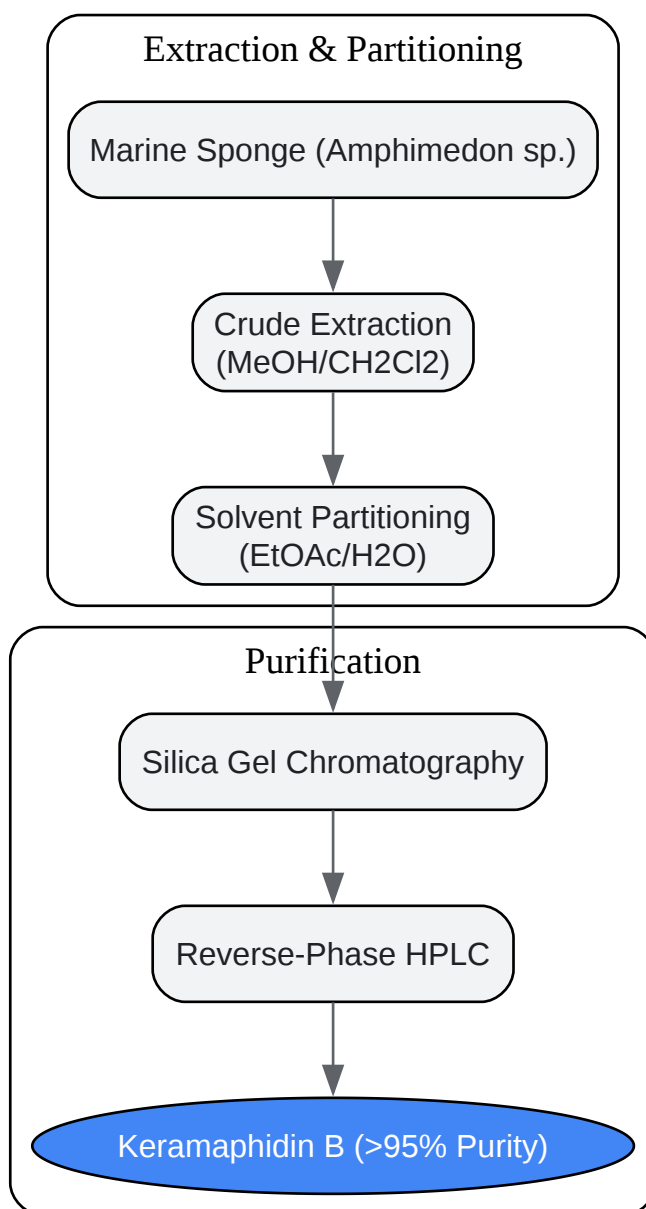 Extraction & Partitioning
Marine Sponge (Amphimedon sp.)
Crude Extraction
(MeOH/CH2Cl2)
Solvent Partitioning
(EtOAc/H2O)
Purification
Silica Gel Chromatography
Reverse-Phase HPLC
Keramaphidin B (>95% Purity)